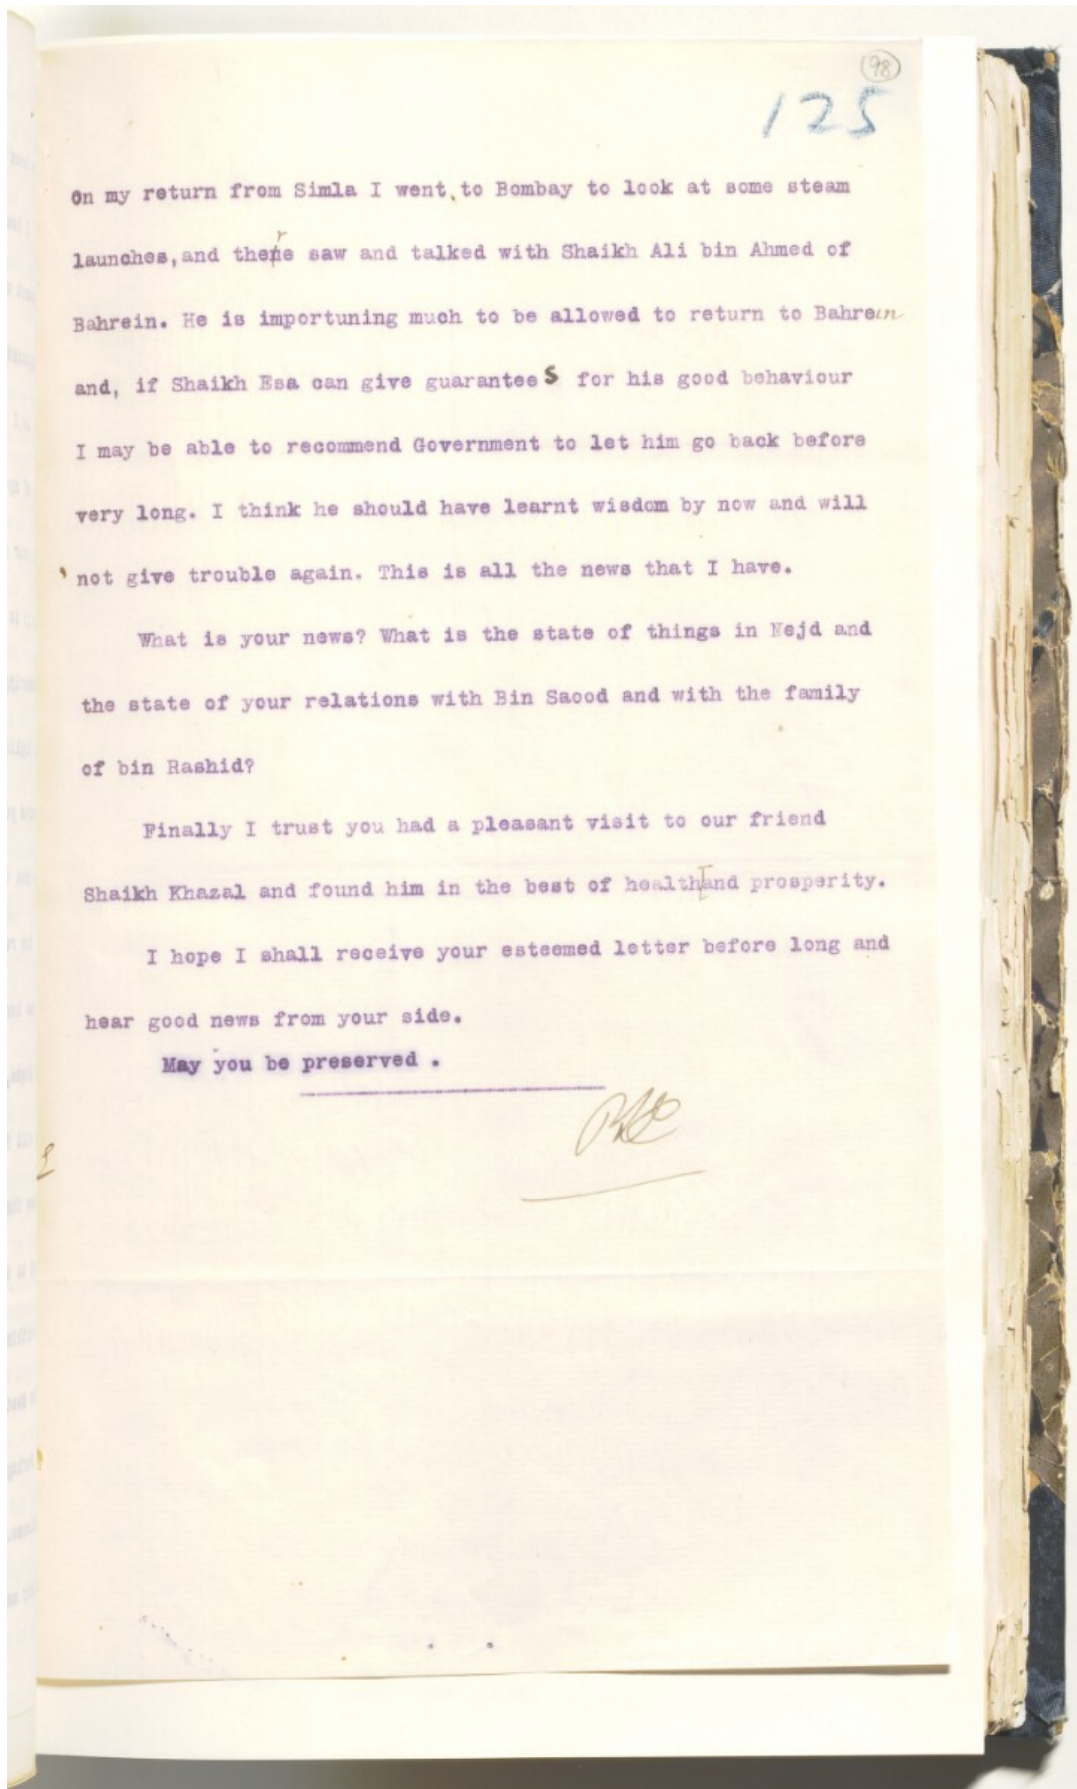 98
125
On my return from Simla I went to Bombay to look at some steam
launches, and there saw and talked with Shaikh Ali bin Ahmed of
Bahrein. He is importuning much to be allowed to return to Bahrein
and, if Shaikh Esa can give guarantees for his good behaviour
I may be able to recommend Government to let him go back before
very long. I think he should have learnt wisdom by now and will
not give trouble again. This is all the news that I have.
What is your news? What is the state of things in Nejd and
the state of your relations with Bin Saood and with the family
of bin Rashid?
Finally I trust you had a pleasant visit to our friend
Shaikh Khazal and found him in the best of health and prosperity.
I hope I shall receive your esteemed letter before long and
hear good news from your side.
May you be preserved .